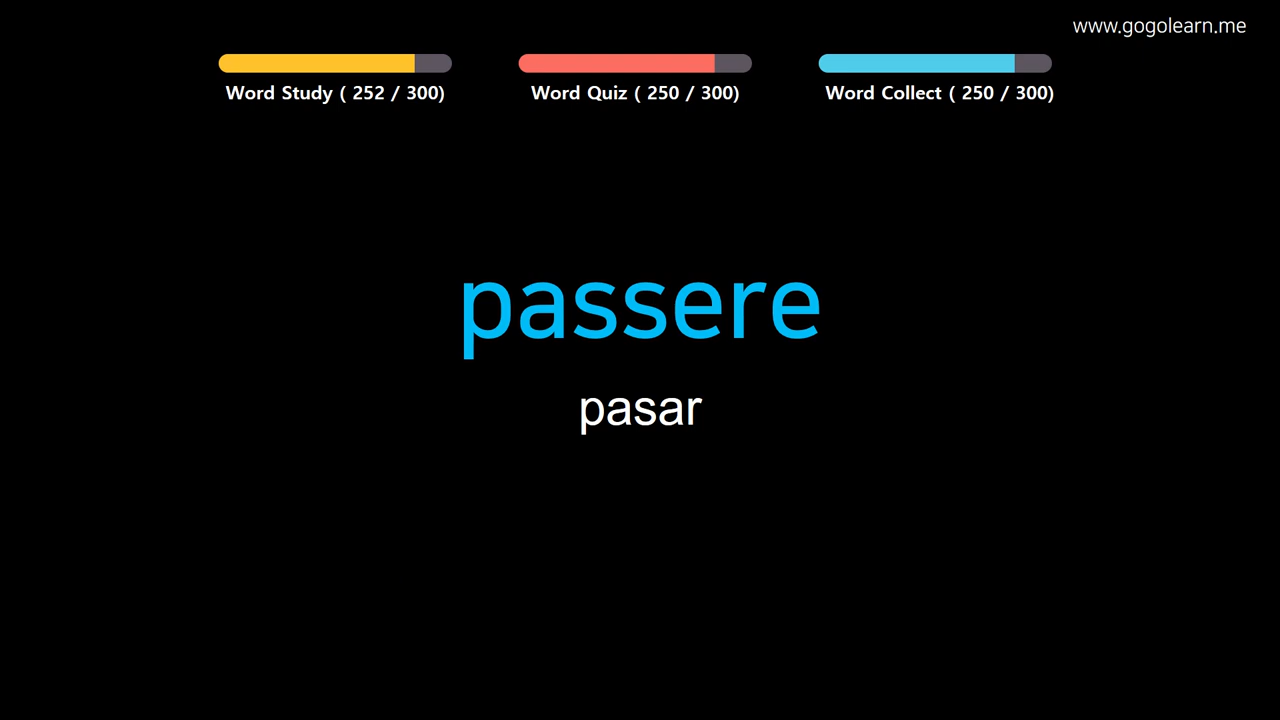 www.gogolearn.me
Word Study ( 252 / 300)
Word Quiz ( 250 / 300)
Word Collect ( 250 / 300)
passere
pasar